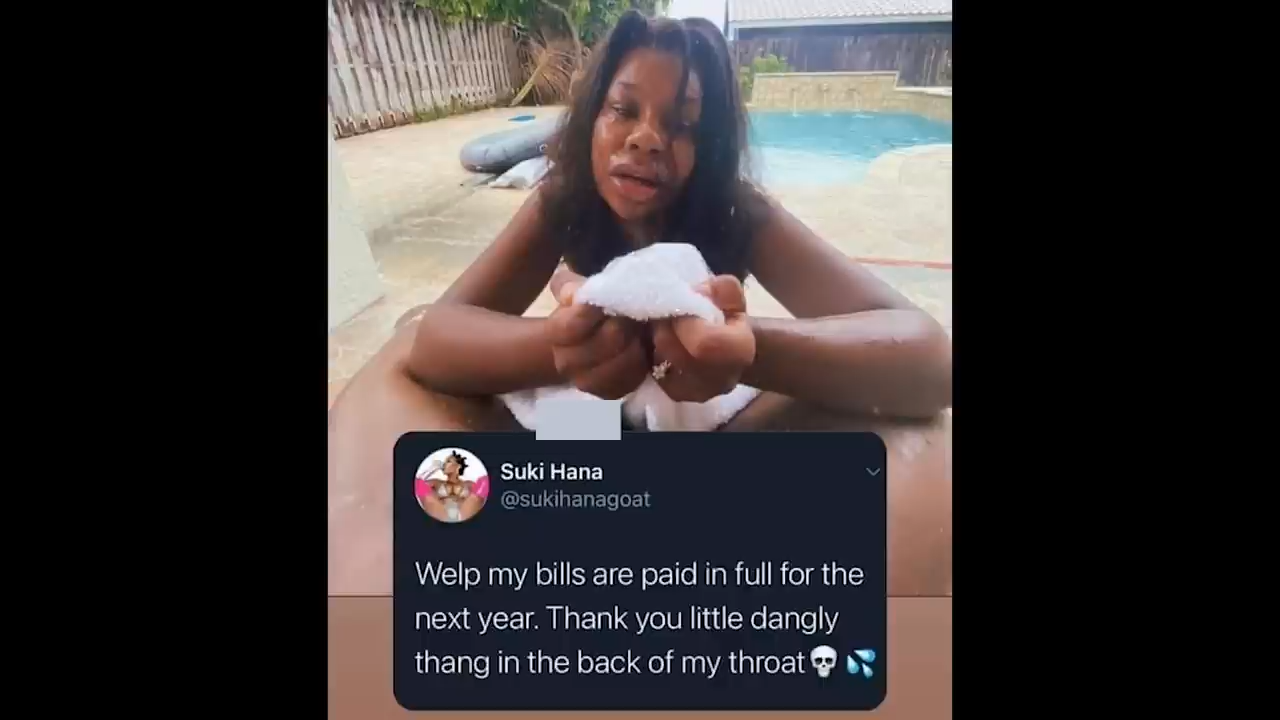 Suki Hana
@sukihanagoat
Welp my bills are paid in full for the
next year. Thank you little dangly
thang in the back of my throat💀 💦